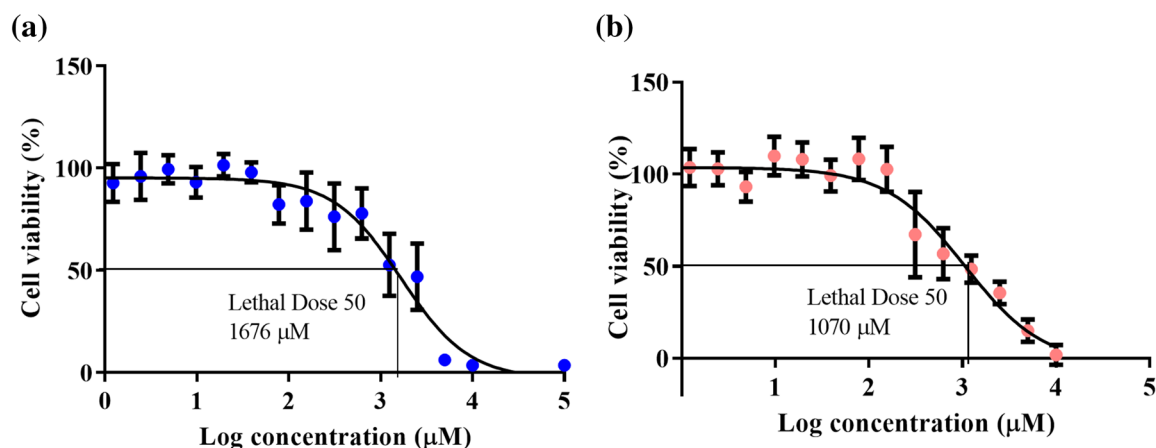 (a)
150
100
50
0
Cell viability (%)
Lethal Dose 50
1676 μM
0 1 2 3 4 5
Log concentration (μM)
(b)
150
100
50
0
Cell viability (%)
Lethal Dose 50
1070 μM
1 2 3 4 5
Log concentration (μM)